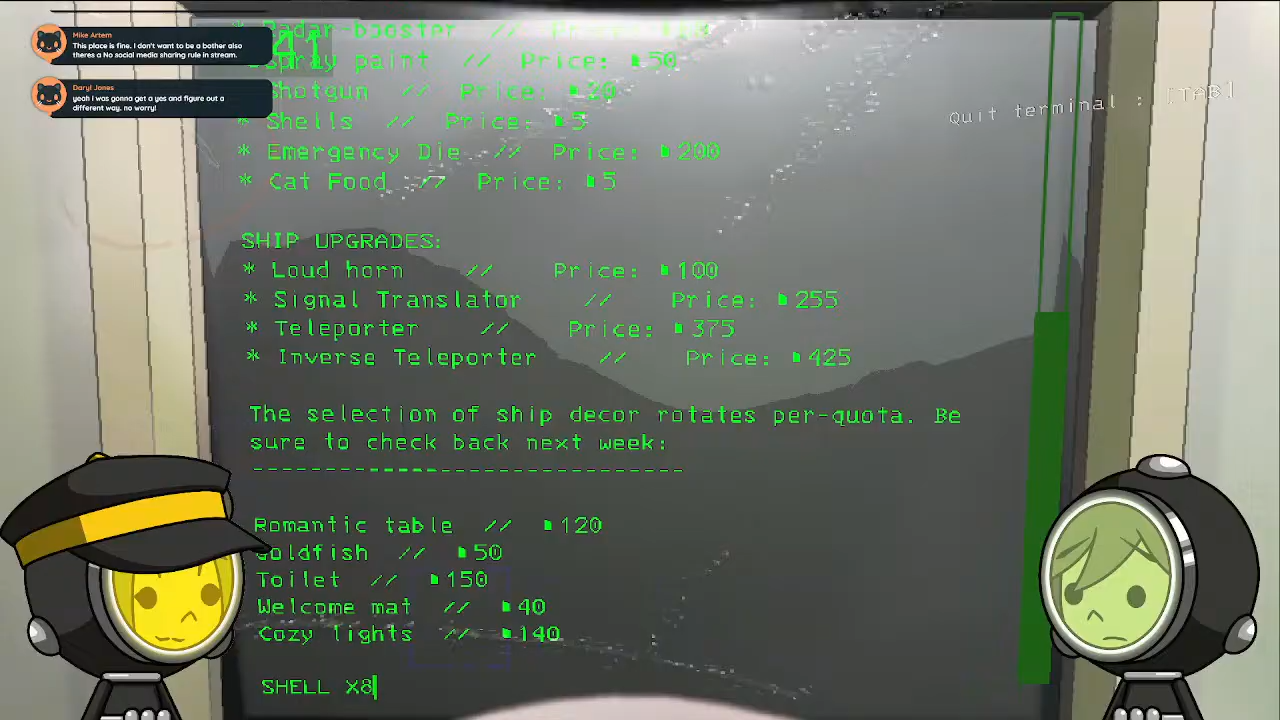 Mike Artem
This place is fine. I don't want to be a bother also
theres a No social media sharing rule in stream.
Daryl Jones
yeah I was gonna get a yes and figure out a
different way. no worry!
41
* Radar-booster // Price:
Spray paint // Price: 50
Shotgun // Price: 20
* Shells // Price: 5
* Emergency Die // Price: 200
* Cat Food // Price: 5
Quit terminal : [TAB]
SHIP UPGRADES:
* Loud horn // Price: 100
* Signal Translator // Price: 255
* Teleporter // Price: 375
* Inverse Teleporter // Price: 425
The selection of ship decor rotates per-quota. Be
sure to check back next week:
------------------------------
Romantic table // 120
Goldfish // 50
Toilet // 150
Welcome mat // 40
Cozy lights // 140
SHELL X8